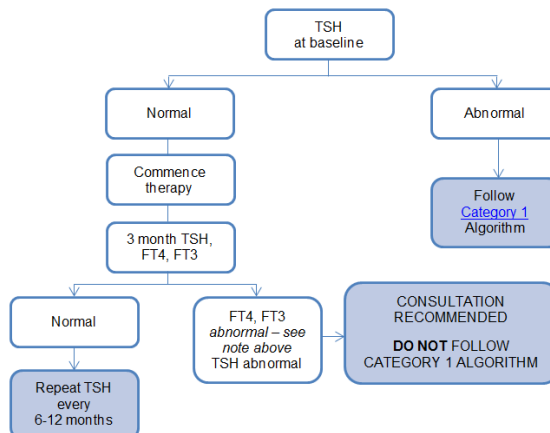 TSH
at baseline
Normal
Abnormal
Commence
therapy
Follow
Category 1
Algorithm
3 month TSH,
FT4, FT3
Normal
FT4, FT3
abnormal – see
note above
TSH abnormal
CONSULTATION
RECOMMENDED
DO NOT FOLLOW
CATEGORY 1 ALGORITHM
Repeat TSH
every
6-12 months